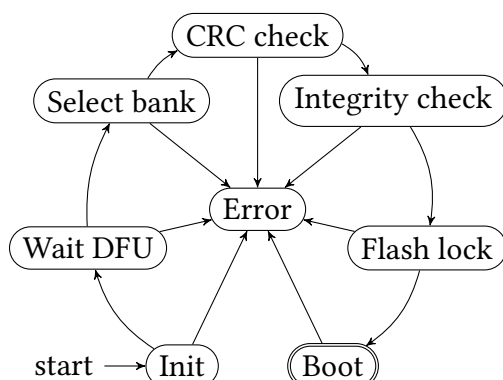 CRC check
Select bank
Integrity check
Error
Wait DFU
Flash lock
start
Init
Boot